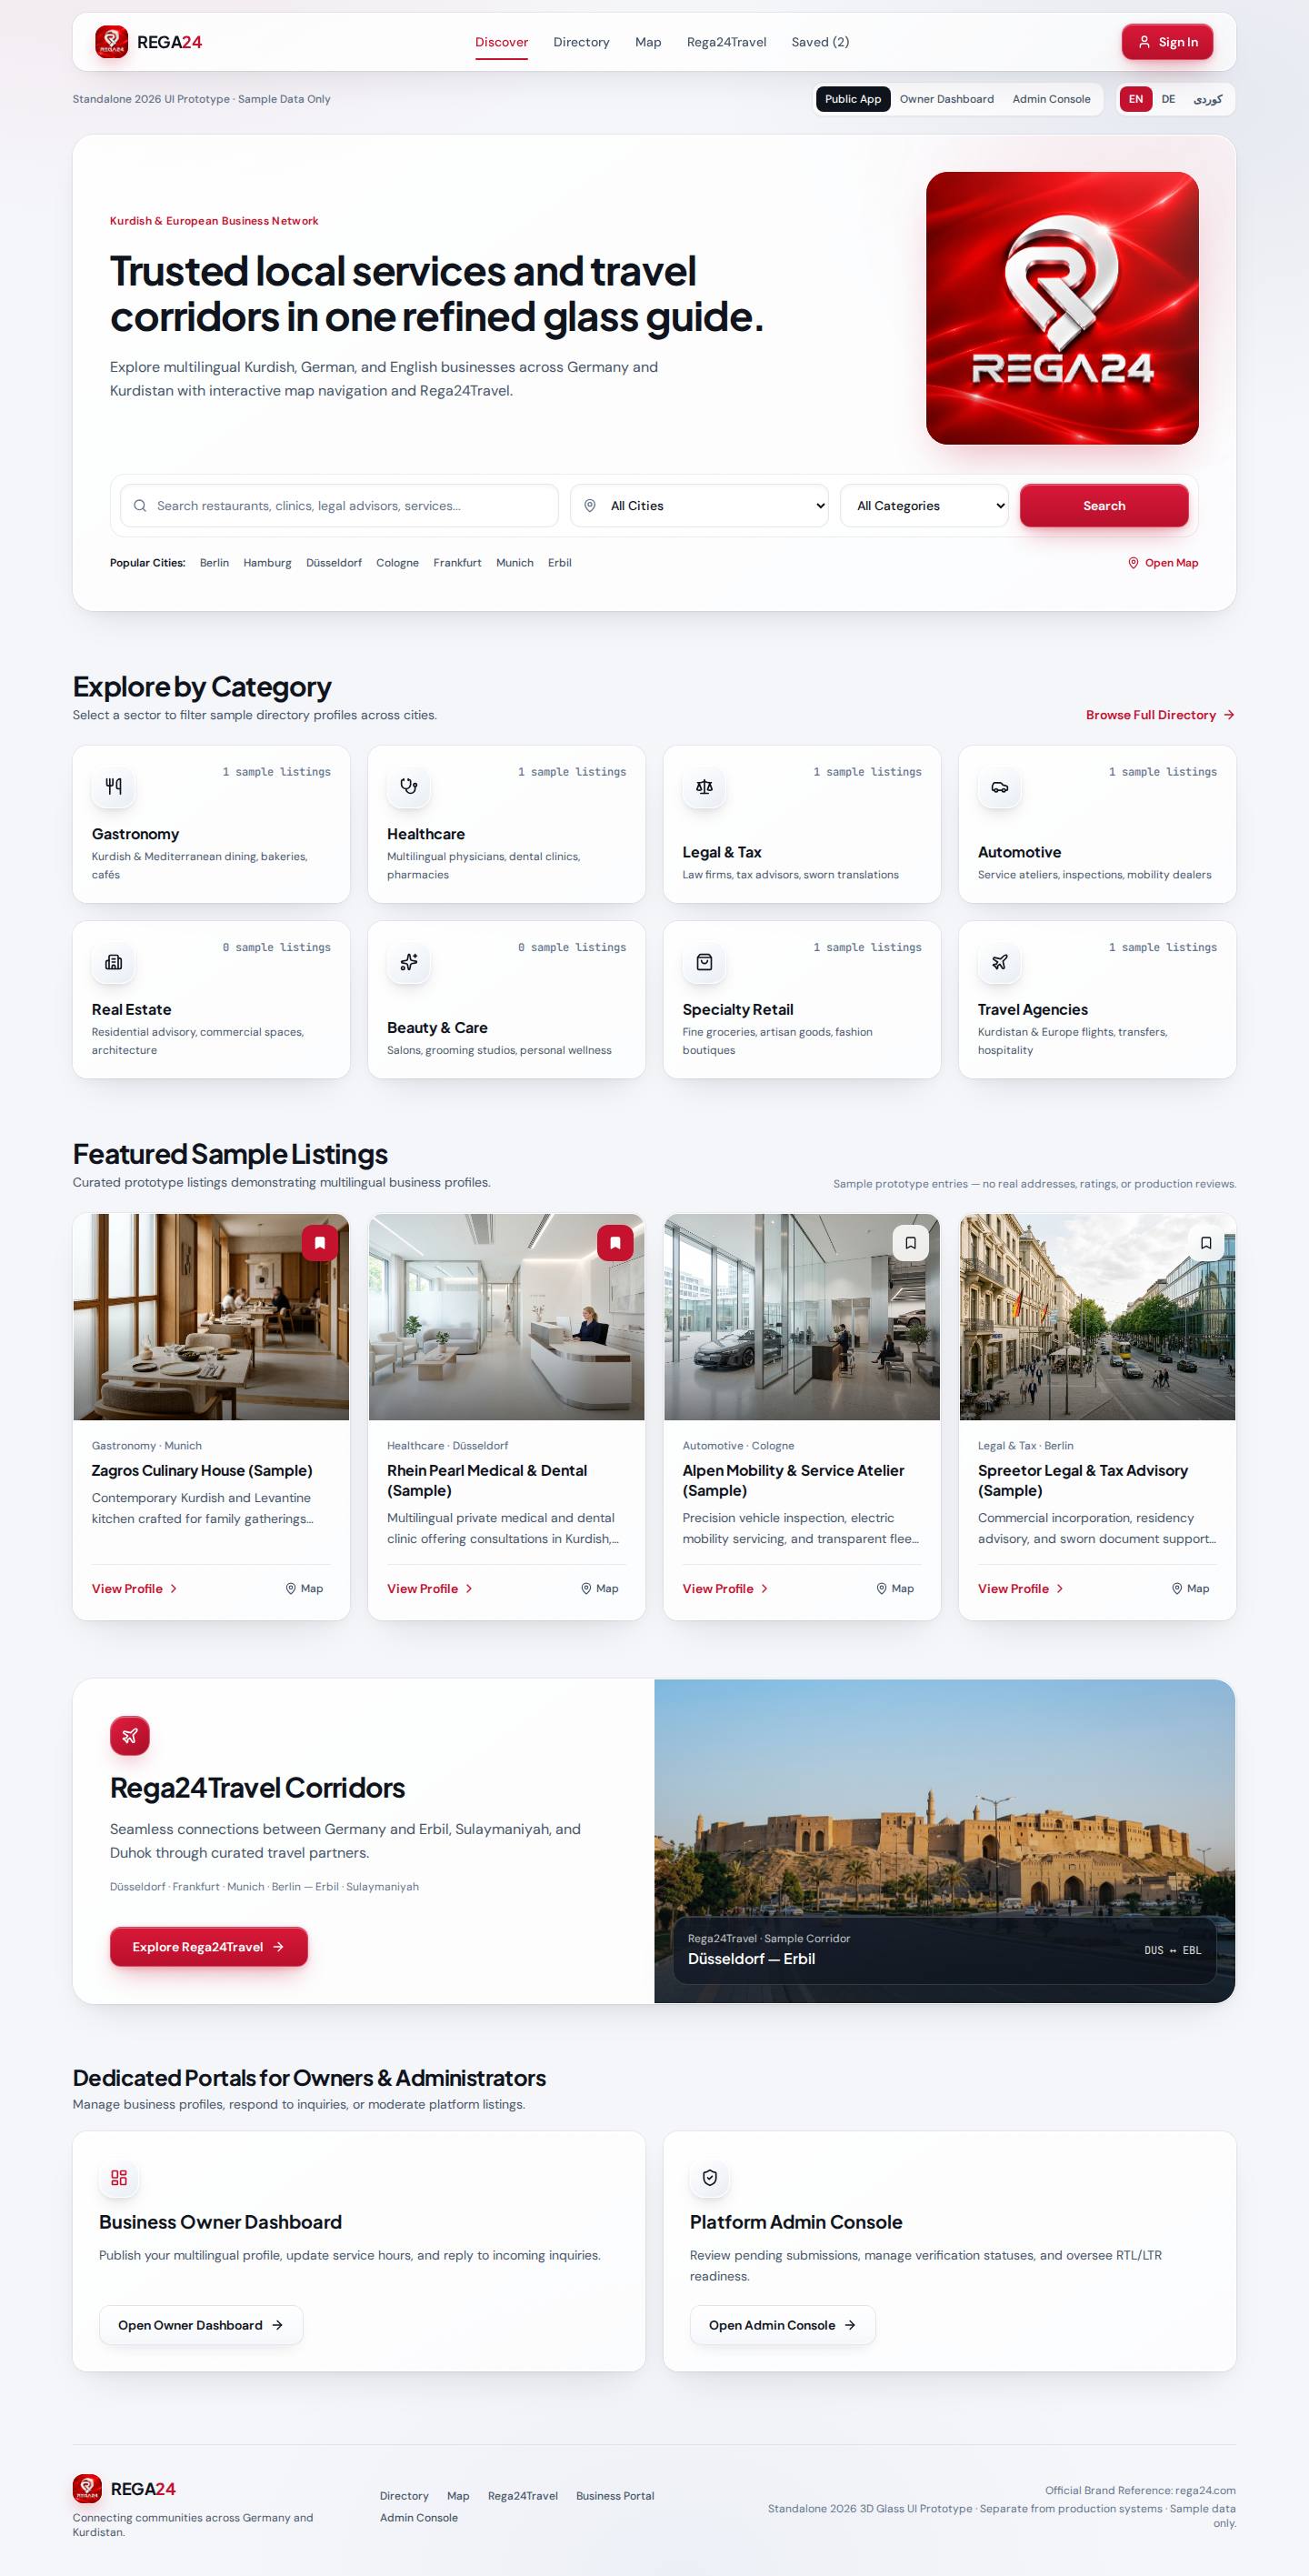 REGA24
Discover
Directory
Map
Rega24Travel
Saved (2)
Sign In
Standalone 2026 UI Prototype · Sample Data Only
Public App
Owner Dashboard
Admin Console
EN
DE
کوردی
Kurdish & European Business Network
Trusted local services and travel
corridors in one refined glass guide.
Explore multilingual Kurdish, German, and English businesses across Germany and
Kurdistan with interactive map navigation and Rega24Travel.
REGA24
Search restaurants, clinics, legal advisors, services...
All Cities
All Categories
Search
Popular Cities:
Berlin
Hamburg
Düsseldorf
Cologne
Frankfurt
Munich
Erbil
Open Map
Explore by Category
Select a sector to filter sample directory profiles across cities.
Browse Full Directory
1 sample listings
Gastronomy
Kurdish & Mediterranean dining, bakeries,
cafés
1 sample listings
Healthcare
Multilingual physicians, dental clinics,
pharmacies
1 sample listings
Legal & Tax
Law firms, tax advisors, sworn translations
1 sample listings
Automotive
Service ateliers, inspections, mobility dealers
0 sample listings
Real Estate
Residential advisory, commercial spaces,
architecture
0 sample listings
Beauty & Care
Salons, grooming studios, personal wellness
1 sample listings
Specialty Retail
Fine groceries, artisan goods, fashion
boutiques
1 sample listings
Travel Agencies
Kurdistan & Europe flights, transfers,
hospitality
Featured Sample Listings
Curated prototype listings demonstrating multilingual business profiles.
Sample prototype entries — no real addresses, ratings, or production reviews.
Gastronomy · Munich
Zagros Culinary House (Sample)
Contemporary Kurdish and Levantine
kitchen crafted for family gatherings…
View Profile
Map
Healthcare · Düsseldorf
Rhein Pearl Medical & Dental
(Sample)
Multilingual private medical and dental
clinic offering consultations in Kurdish,…
View Profile
Map
Automotive · Cologne
Alpen Mobility & Service Atelier
(Sample)
Precision vehicle inspection, electric
mobility servicing, and transparent flee…
View Profile
Map
Legal & Tax · Berlin
Spreetor Legal & Tax Advisory
(Sample)
Commercial incorporation, residency
advisory, and sworn document support…
View Profile
Map
Rega24Travel Corridors
Seamless connections between Germany and Erbil, Sulaymaniyah, and
Duhok through curated travel partners.
Düsseldorf · Frankfurt · Munich · Berlin — Erbil · Sulaymaniyah
Explore Rega24Travel
Rega24Travel · Sample Corridor
Düsseldorf — Erbil
DUS ↔ EBL
Dedicated Portals for Owners & Administrators
Manage business profiles, respond to inquiries, or moderate platform listings.
Business Owner Dashboard
Publish your multilingual profile, update service hours, and reply to incoming inquiries.
Open Owner Dashboard
Platform Admin Console
Review pending submissions, manage verification statuses, and oversee RTL/LTR
readiness.
Open Admin Console
REGA24
Connecting communities across Germany and
Kurdistan.
Directory
Map
Rega24Travel
Business Portal
Admin Console
Official Brand Reference: rega24.com
Standalone 2026 3D Glass UI Prototype · Separate from production systems · Sample data
only.